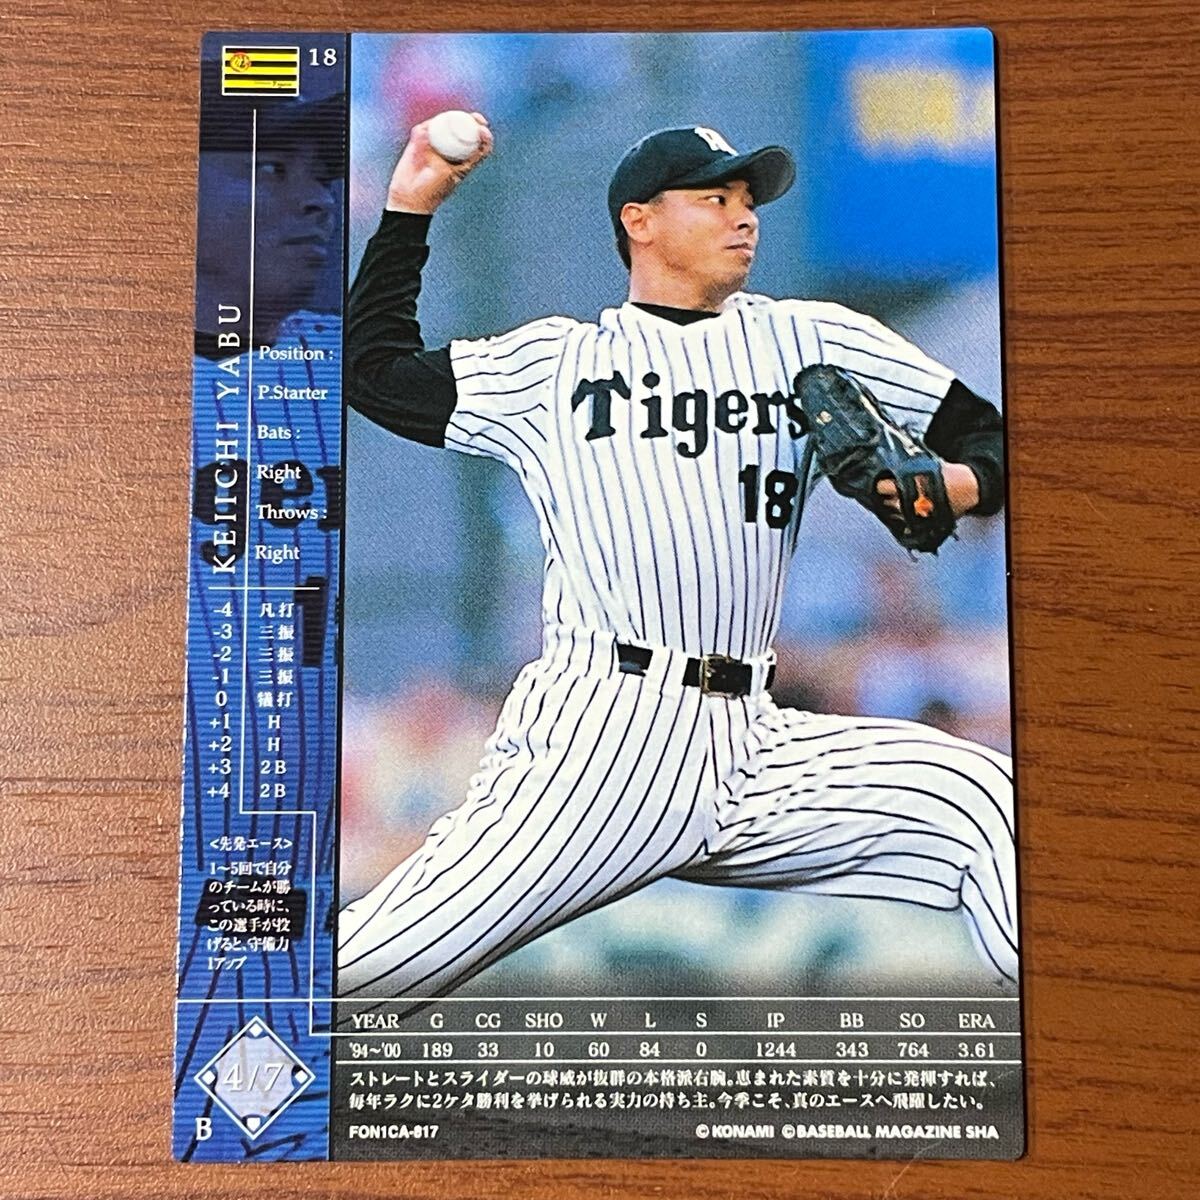 18
KEIICHI YABU
Position :
P.Starter
Bats :
Right
Throws :
Right
Tigers
18
-4 凡打
-3 三振
-2 三振
-1 三振
0 犠打
+1 H
+2 H
+3 2B
+4 2B
<先発エース>
1～5回で自分
のチームが勝
っている時に、
この選手が投
げると、守備力
1アップ
4/7
B
YEAR G CG SHO W L S IP BB SO ERA
'94～'00 189 33 10 60 84 0 1244 343 764 3.61
ストレートとスライダーの球威が抜群の本格派右腕。恵まれた素質を十分に発揮すれば、
毎年ラクに2ケタ勝利を挙げられる実力の持ち主。今季こそ、真のエースへ飛躍したい。
FON1CA-817
©KONAMI ©BASEBALL MAGAZINE SHA